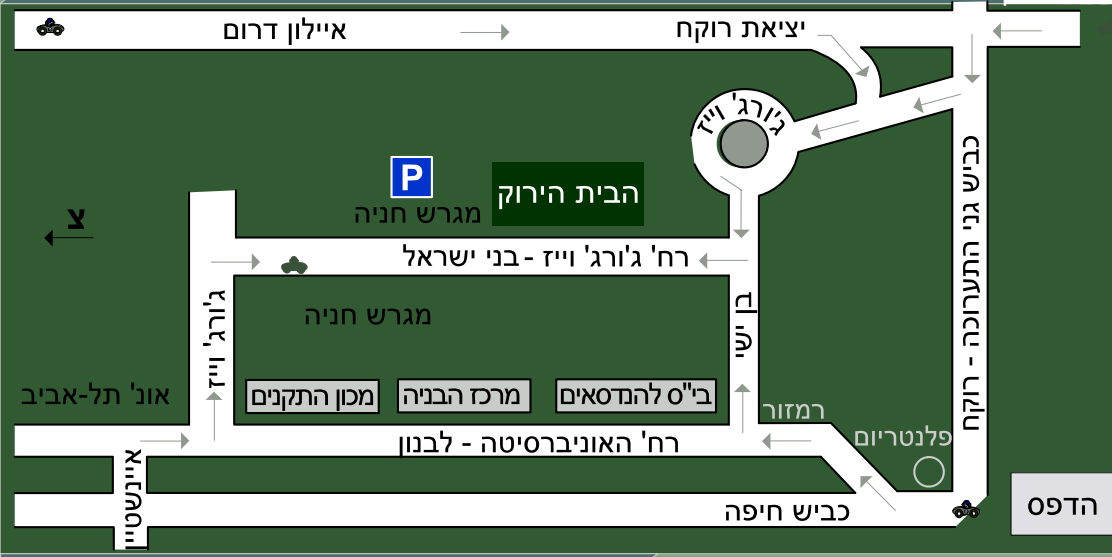 יציאת רוקח
איילון דרום
ג'ורג' וייז
P
הבית הירוק
מגרש חניה
צ
רח' ג'ורג' וייז - בני ישראל
כביש גני התערוכה - רוקח
בן ישי
ג'ורג' וייז
מגרש חניה
בי"ס להנדסאים
מרכז הבניה
מכון התקנים
אונ' תל-אביב
רמזור
פלנטריום
רח' האוניברסיטה - לבנון
איינשטיין
הדפס
כביש חיפה